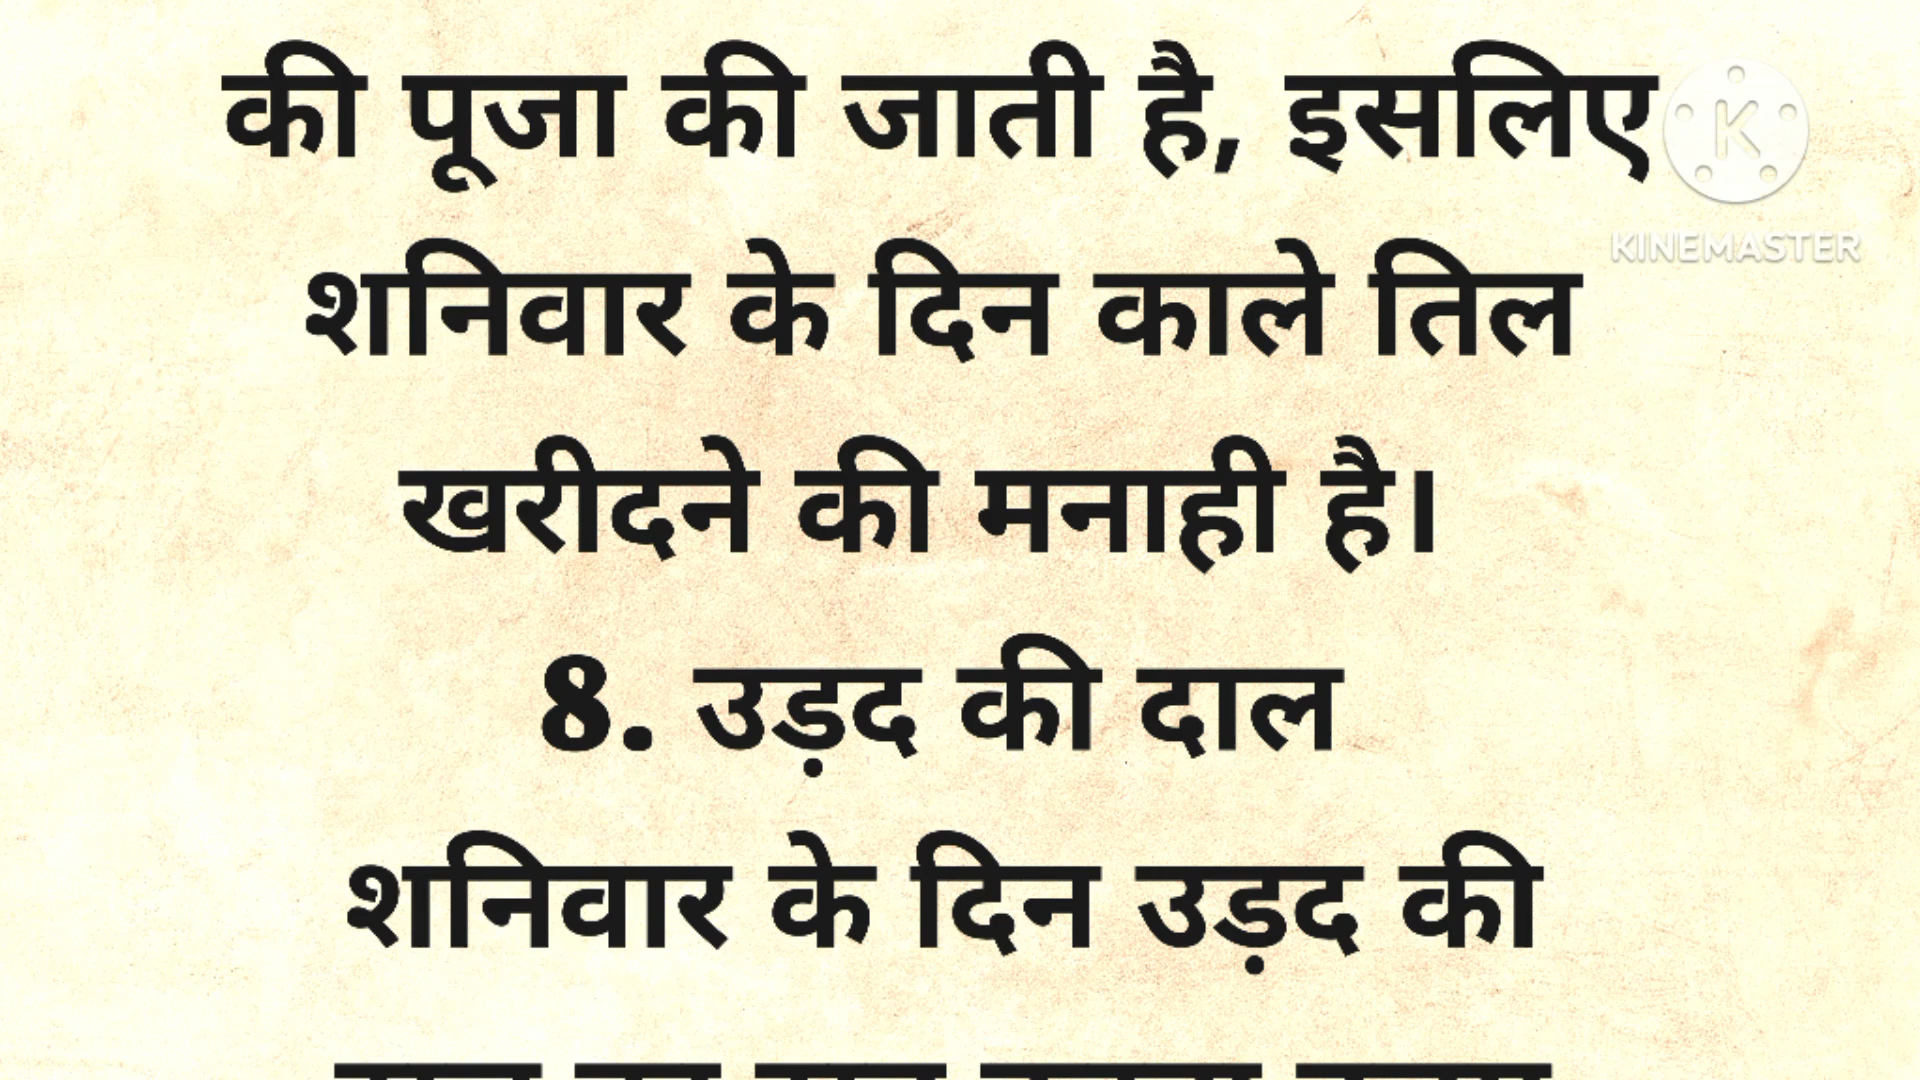 की पूजा की जाती है, इसलिए
शनिवार के दिन काले तिल
खरीदने की मनाही है।
8. उड़द की दाल
शनिवार के दिन उड़द की
K
KINEMASTER